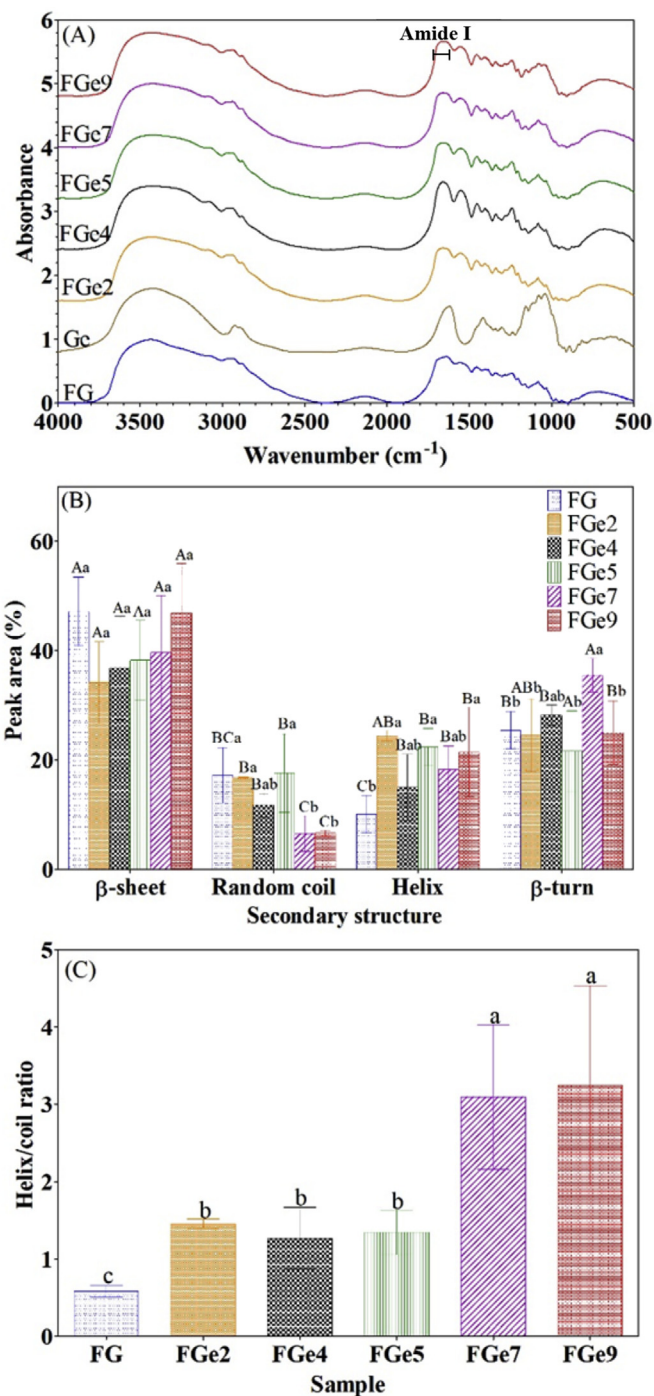 (A)
Amide I
6
5
4
3
2
1
0
Absorbance
FGe9
FGe7
FGe5
FGe4
FGe2
Ge
FG
4000 3500 3000 2500 2000 1500 1000 500
Wavenumber (cm-1)
(B)
FG
FGe2
FGe4
FGe5
FGe7
FGe9
60
40
20
0
Peak area (%)
Aa Aa Aa Aa Aa Aa
BCa Ba Bab Ba Cb Cb
Cb ABa Bab Ba Bab Ba
Bb ABb Bab Ab Aa Bb
β-sheet Random coil Helix β-turn
Secondary structure
(C)
5
4
3
2
1
0
Helix/coil ratio
c b b b a a
FG FGe2 FGe4 FGe5 FGe7 FGe9
Sample